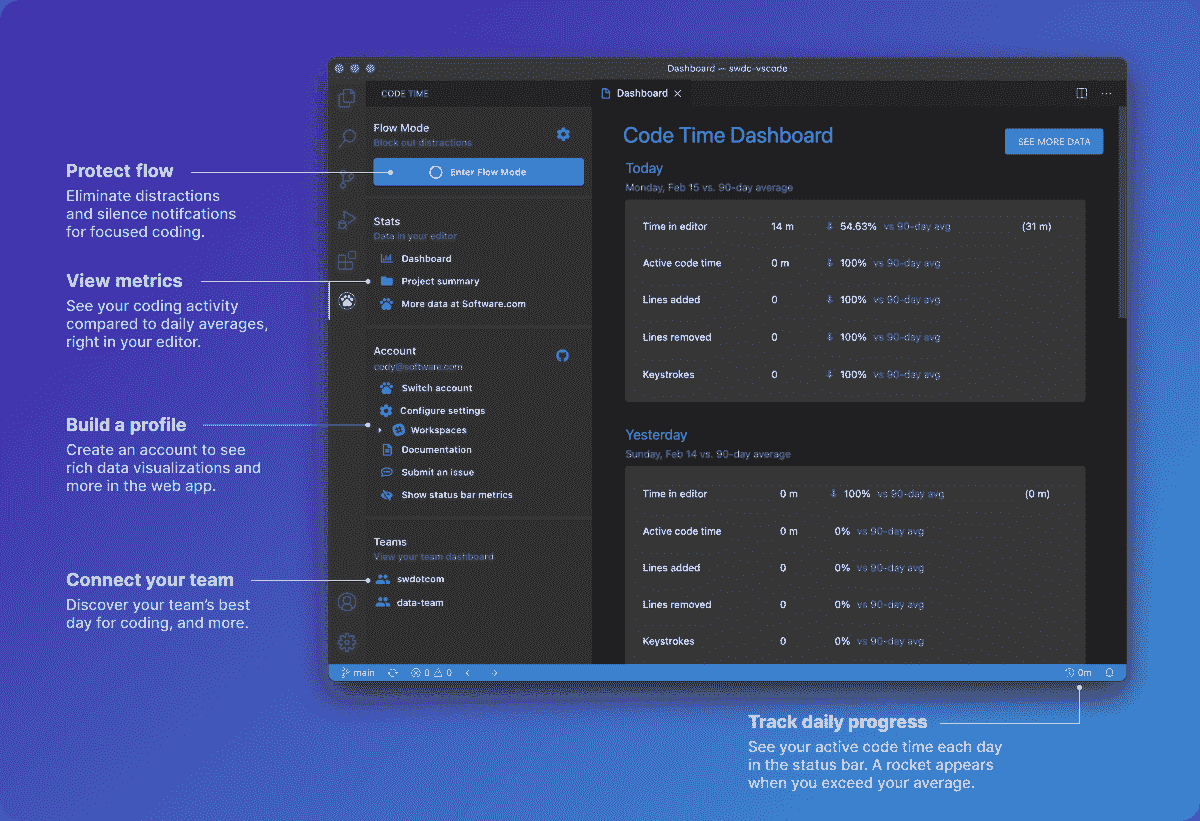 Dashboard — swdc-vscode
CODE TIME
Dashboard
Flow Mode
Block out distractions
Enter Flow Mode
Stats
Data in your editor
Dashboard
Project summary
More data at Software.com
Account
cody@software.com
Switch account
Configure settings
Workspaces
Documentation
Submit an issue
Show status bar metrics
Teams
View your team dashboard
swdotcom
data-team
Code Time Dashboard
SEE MORE DATA
Today
Monday, Feb 15 vs. 90-day average
Time in editor 14 m 54.63% vs 90-day avg (31 m)
Active code time 0 m 100% vs 90-day avg
Lines added 0 100% vs 90-day avg
Lines removed 0 100% vs 90-day avg
Keystrokes 0 100% vs 90-day avg
Yesterday
Sunday, Feb 14 vs. 90-day average
Time in editor 0 m 100% vs 90-day avg (0 m)
Active code time 0 m 0% vs 90-day avg
Lines added 0 0% vs 90-day avg
Lines removed 0 0% vs 90-day avg
Keystrokes 0 0% vs 90-day avg
main 0 0 0m
Protect flow
Eliminate distractions
and silence notifcations
for focused coding.
View metrics
See your coding activity
compared to daily averages,
right in your editor.
Build a profile
Create an account to see
rich data visualizations and
more in the web app.
Connect your team
Discover your team's best
day for coding, and more.
Track daily progress
See your active code time each day
in the status bar. A rocket appears
when you exceed your average.